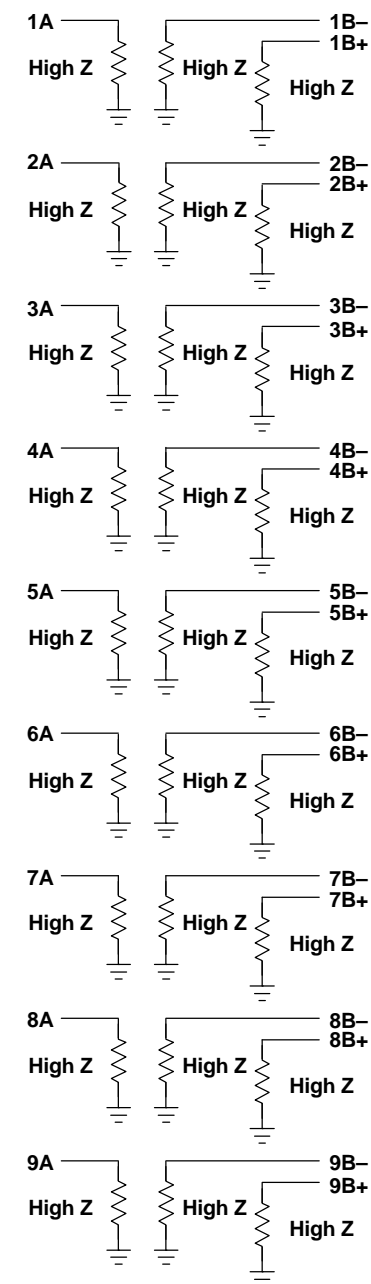 1A 1B–
1B+
High Z High Z
High Z
2A 2B–
2B+
High Z High Z
High Z
3A 3B–
3B+
High Z High Z
High Z
4A 4B–
4B+
High Z High Z
High Z
5A 5B–
5B+
High Z High Z
High Z
6A 6B–
6B+
High Z High Z
High Z
7A 7B–
7B+
High Z High Z
High Z
8A 8B–
8B+
High Z High Z
High Z
9A 9B–
9B+
High Z High Z
High Z